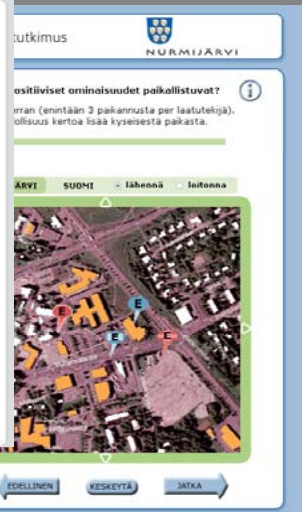 tutkimus
NURMIJÄRVI
ositiiviset ominaisuudet paikallistuvat?
i
erran (enintään 3 paikannusta per laatutekijä).
ollisuus kertoa lisää kyseisestä paikasta.
ÄRVI SUOMI lähennä loitonna
E
E
E
E
EDELLINEN KESKEYTÄ JATKA